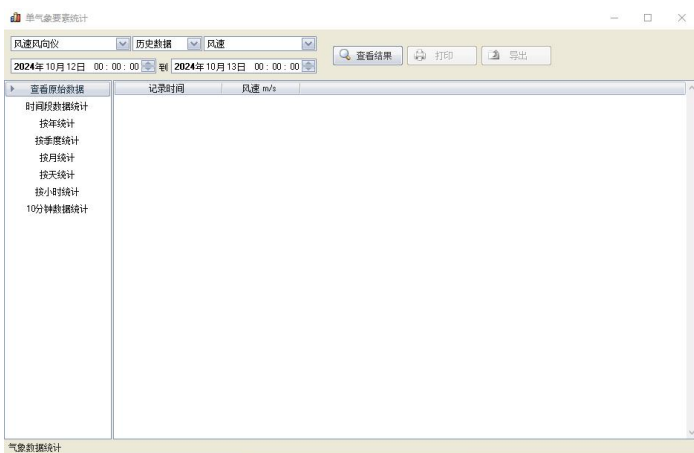 单气象要素统计
风速风向仪 历史数据 风速
2024年10月12日 00:00:00 到 2024年10月13日 00:00:00 查看结果 打印 导出
查看原始数据 记录时间 风速 m/s
时间段数据统计
按年统计
按季度统计
按月统计
按天统计
按小时统计
10分钟数据统计
气象数据统计